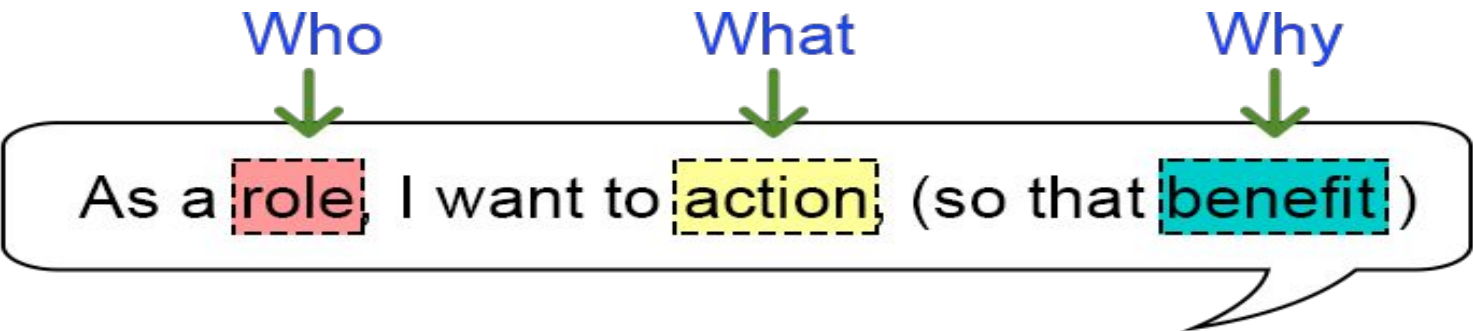 Who What Why
As a role, I want to action, (so that benefit)